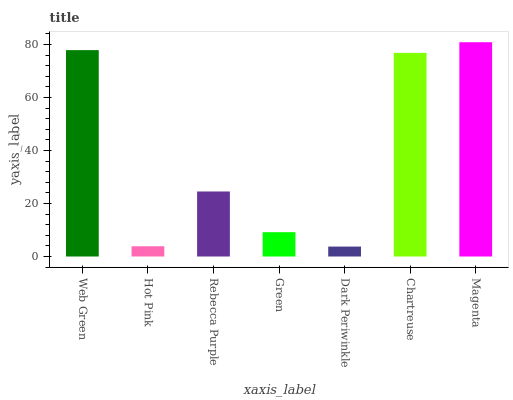 title
yaxis_label
80
60
40
20
0
Web Green
Hot Pink
Rebecca Purple
Green
Dark Periwinkle
Chartreuse
Magenta
xaxis_label